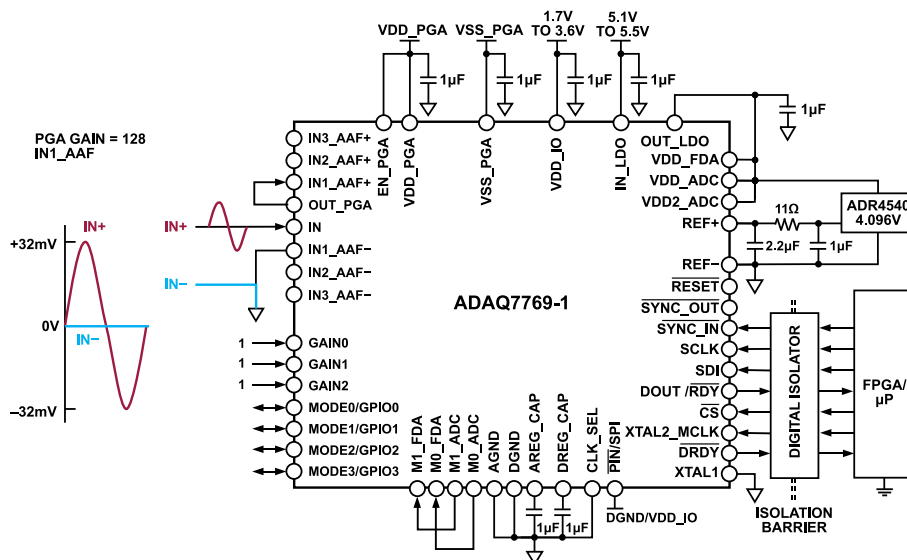 VDD_PGA
VSS_PGA
1.7V
TO 3.6V
5.1V
TO 5.5V
1µF
1µF
1µF
1µF
1µF
PGA GAIN = 128
IN1_AAF
EN_PGA
VDD_PGA
VSS_PGA
VDD_IO
IN_LDO
OUT_LDO
IN3_AAF+
IN2_AAF+
IN1_AAF+
OUT_PGA
IN
IN1_AAF−
IN2_AAF−
IN3_AAF−
IN+
IN−
IN+
+32mV
0V
IN−
−32mV
ADAQ7769-1
VDD_FDA
VDD_ADC
VDD2_ADC
REF+
REF−
11Ω
2.2µF
1µF
ADR4540
4.096V
RESET
SYNC_OUT
SYNC_IN
SCLK
SDI
DOUT /RDY
CS
XTAL2_MCLK
DRDY
XTAL1
DIGITAL ISOLATOR
FPGA/
µP
ISOLATION
BARRIER
1
GAIN0
1
GAIN1
1
GAIN2
MODE0/GPIO0
MODE1/GPIO1
MODE2/GPIO2
MODE3/GPIO3
M1_FDA
M0_FDA
M1_ADC
M0_ADC
AGND
DGND
AREG_CAP
DREG_CAP
CLK_SEL
PIN/SPI
1µF
1µF
DGND/VDD_IO